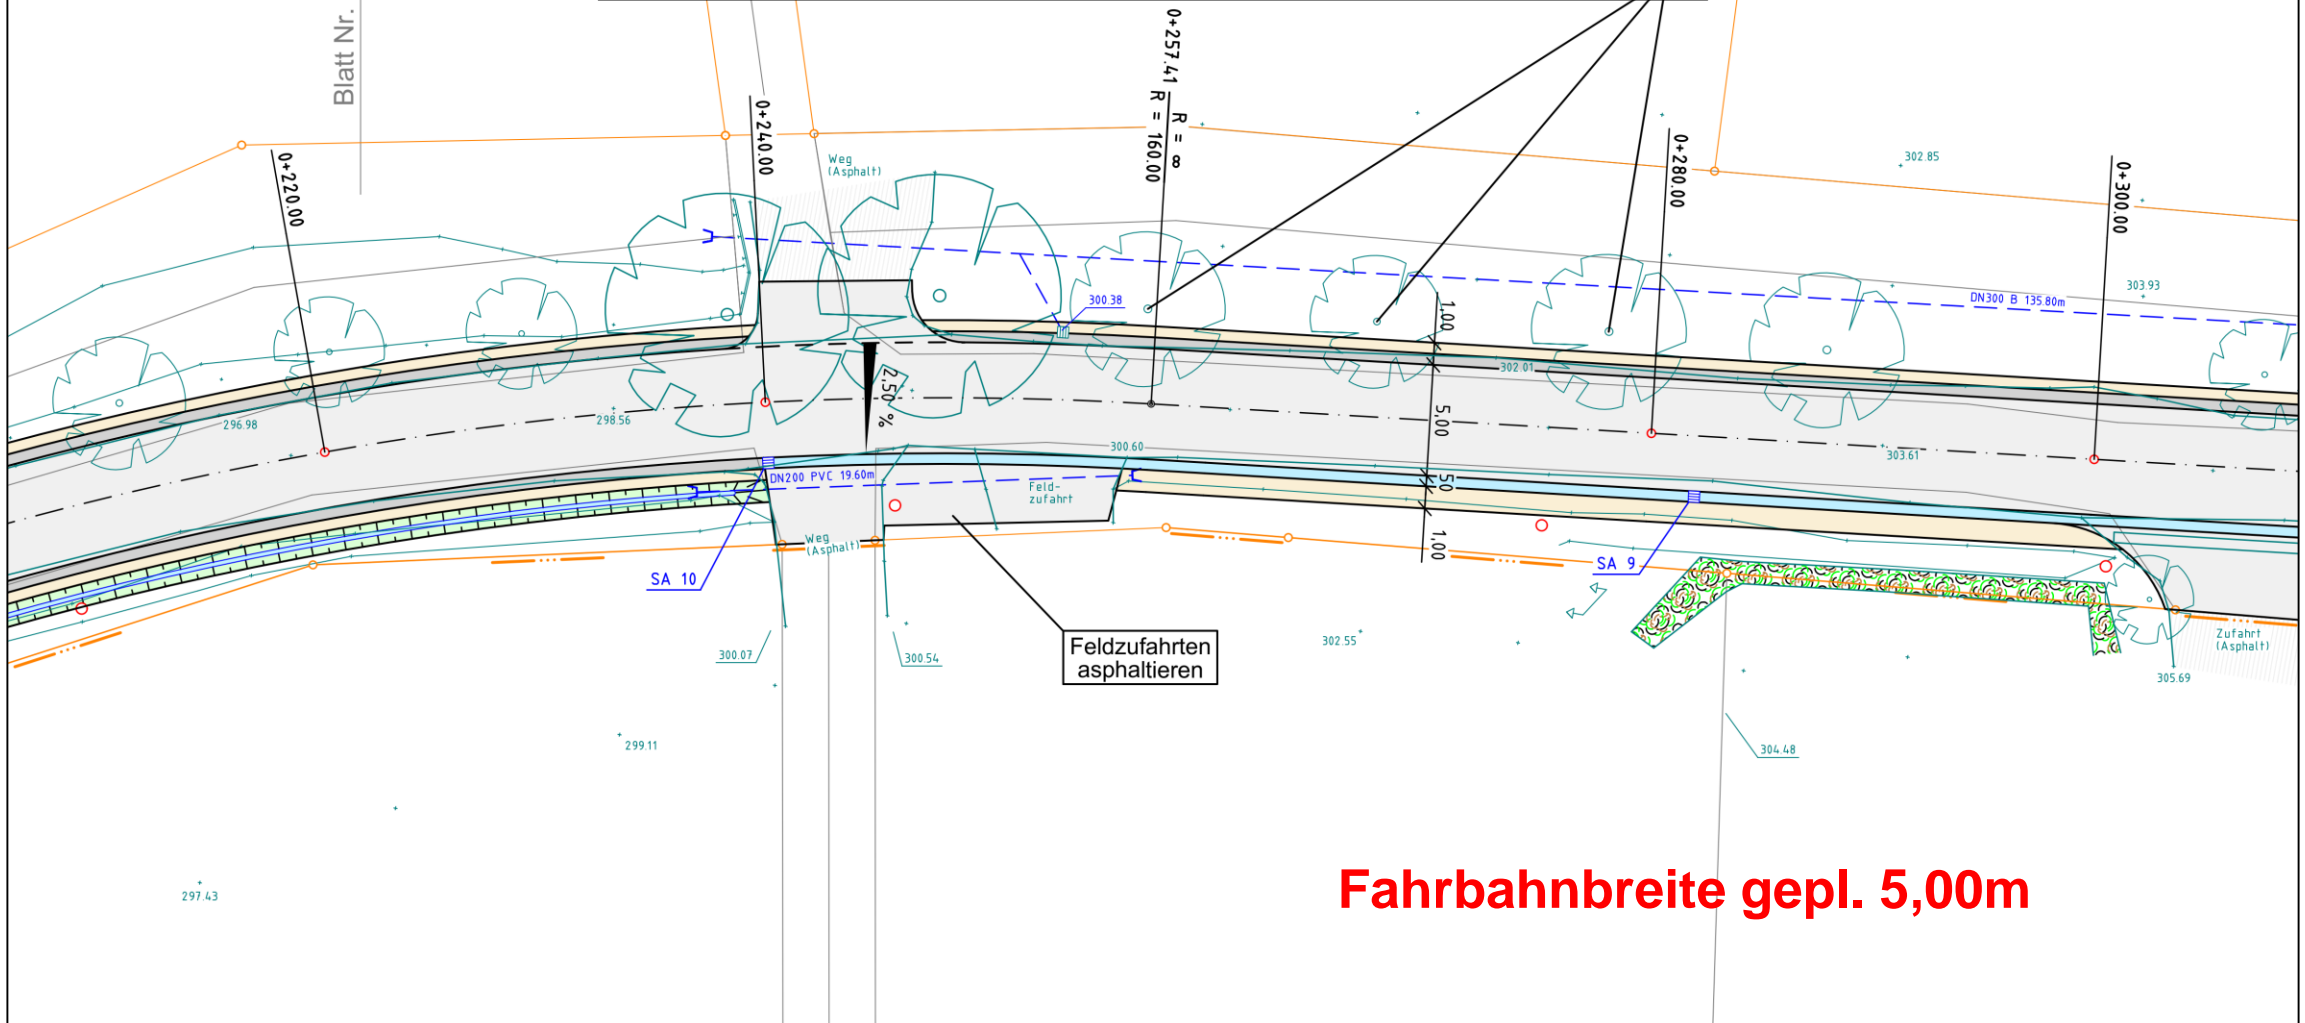 Blatt Nr.
0+220.00
0+240.00
Weg
(Asphalt)
0+257.41
R = ∞
R = 160.00
0+280.00
302.85
0+300.00
303.93
DN300 B 135.80m
300.38
1,00
302.01
2,50 %
5,00
296.98
298.56
300.60
303.61
DN200 PVC 19.60m
Feld-
zufahrt
50
1,00
Weg
(Asphalt)
SA 10
SA 9
300.07
300.54
Feldzufahrten
asphaltieren
302.55
Zufahrt
(Asphalt)
305.69
299.11
304.48
297.43
Fahrbahnbreite gepl. 5,00m